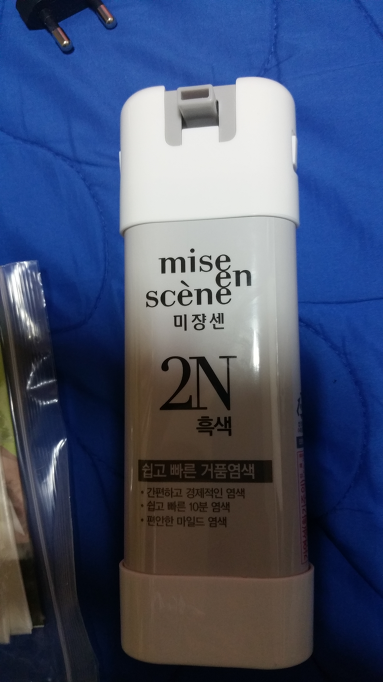 mise
en
scène
미쟝센
2N
흑색
쉽고 빠른 거품염색
• 간편하고 경제적인 염색
• 쉽고 빠른 10분 염색
• 편안한 마일드 염색